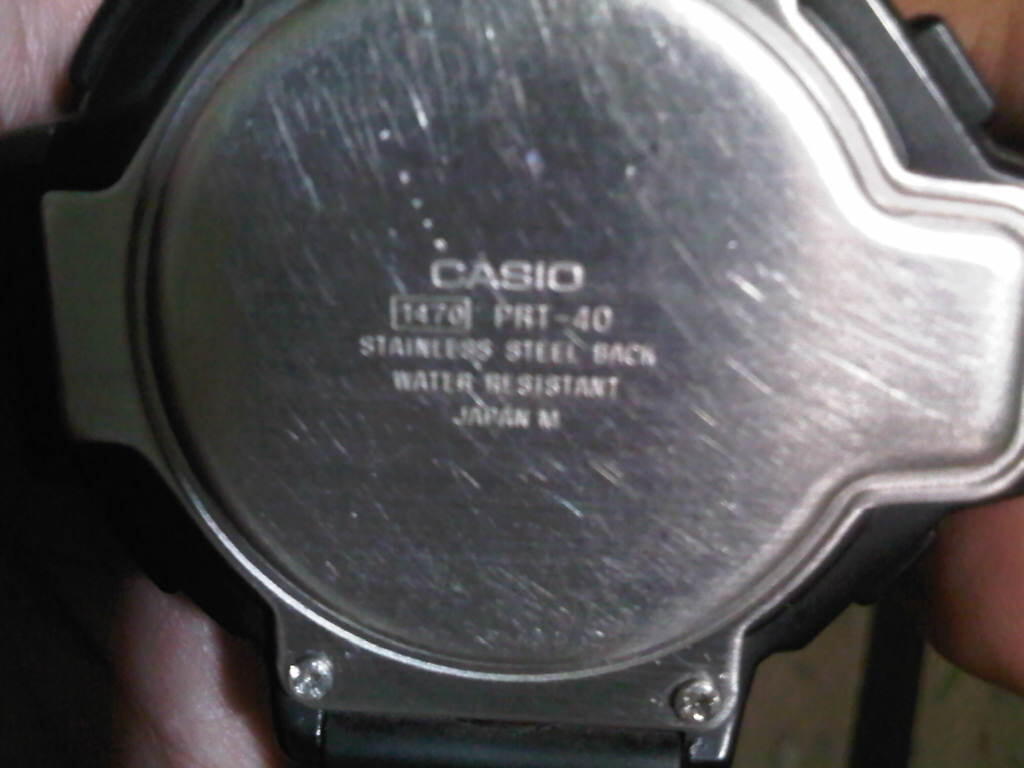 CASIO
1470 PRT-40
STAINLESS STEEL BACK
WATER RESISTANT
JAPAN M